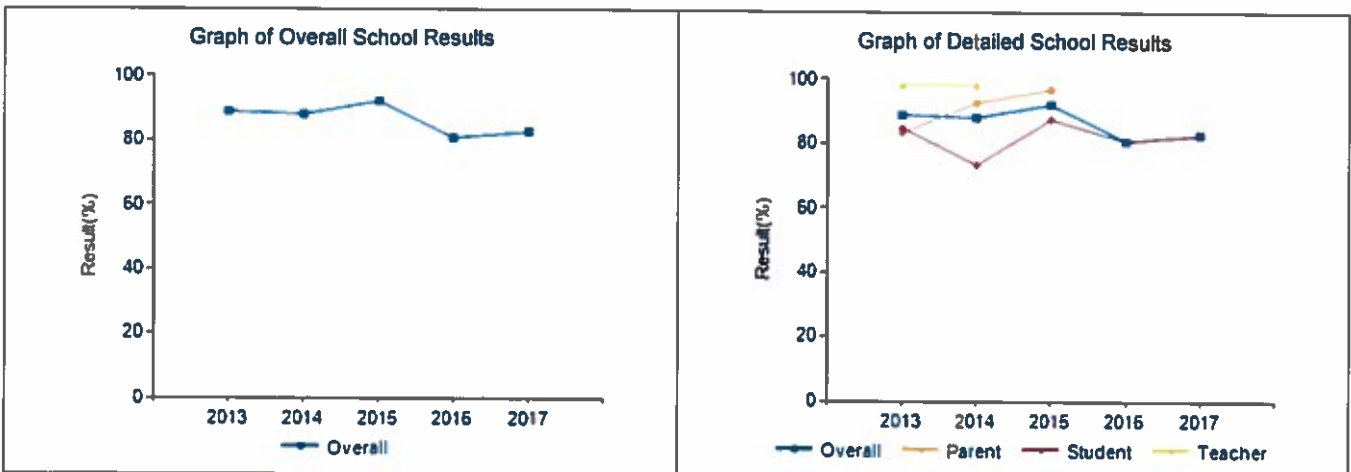 Graph of Overall School Results
100
80
60
40
20
0
Result(%)
2013 2014 2015 2016 2017
Overall
Graph of Detailed School Results
100
80
60
40
20
0
Result(%)
2013 2014 2015 2016 2017
Overall Parent Student Teacher